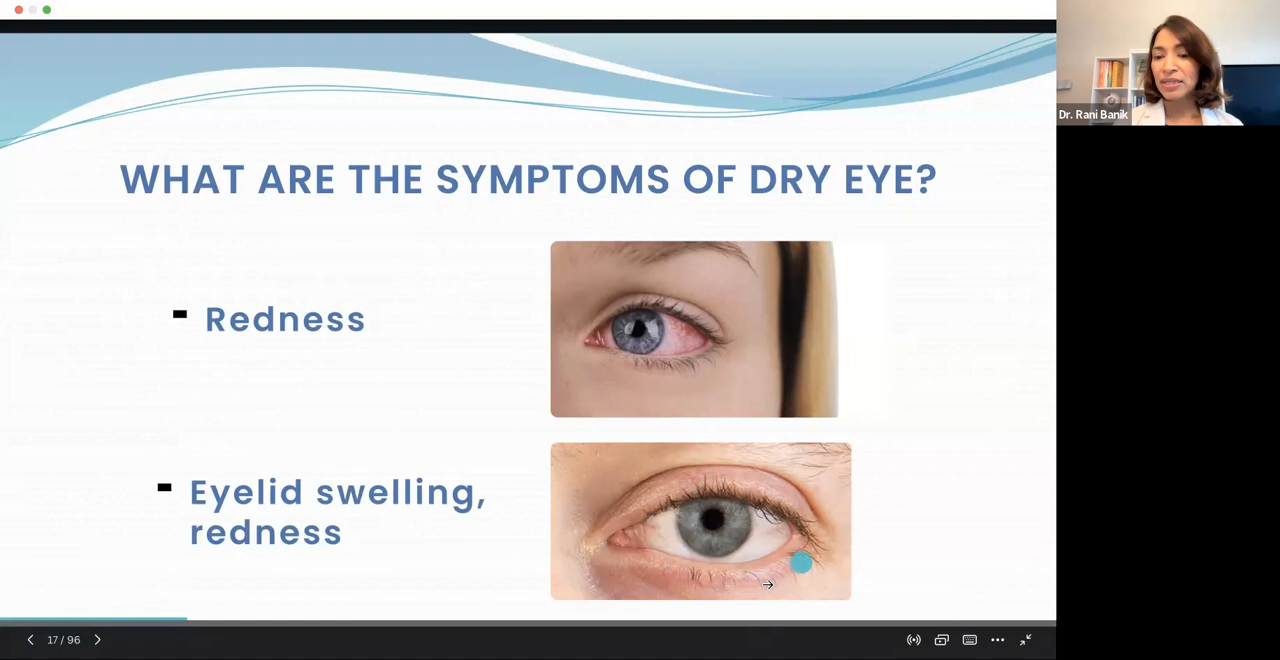 Dr. Rani Banik
WHAT ARE THE SYMPTOMS OF DRY EYE?
Redness
Eyelid swelling,
redness
17 / 96